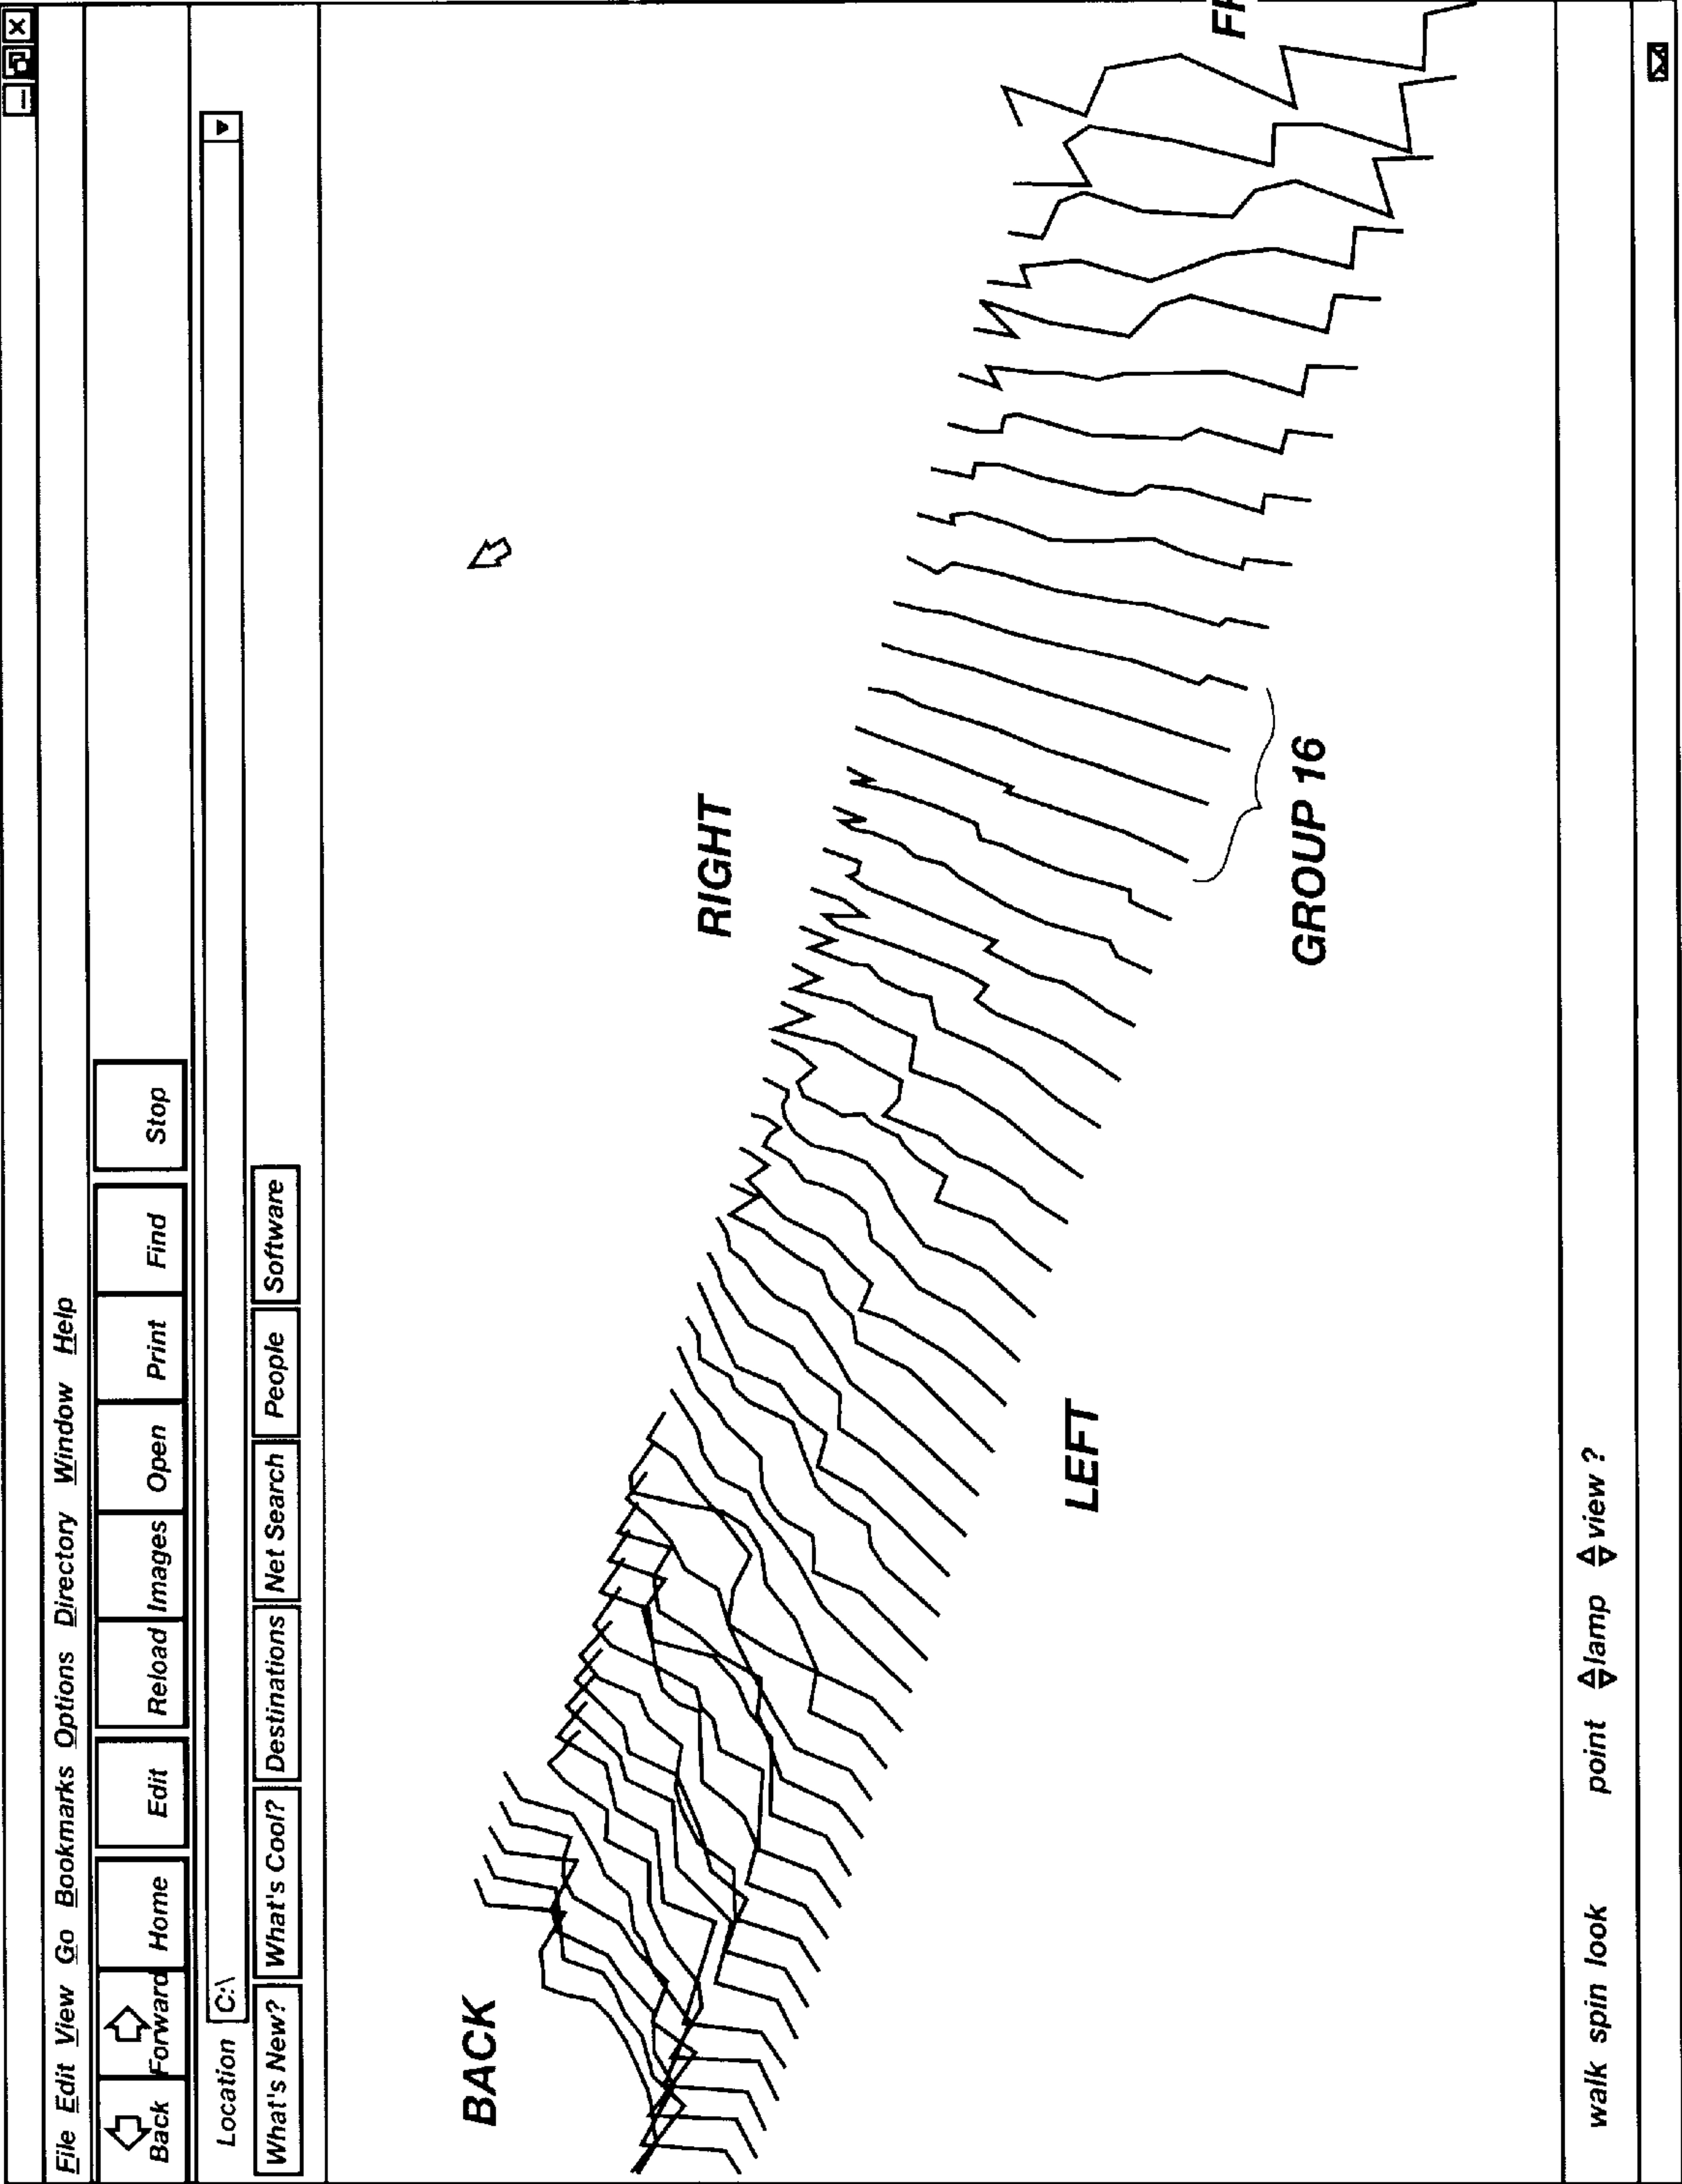 File Edit View Go Bookmarks Options Directory Window Help
Back Forward Home Edit Reload Images Open Print Find Stop
Location C:\
What's New? What's Cool? Destinations Net Search People Software
BACK
RIGHT
LEFT
GROUP 16
walk spin look point lamp view ?